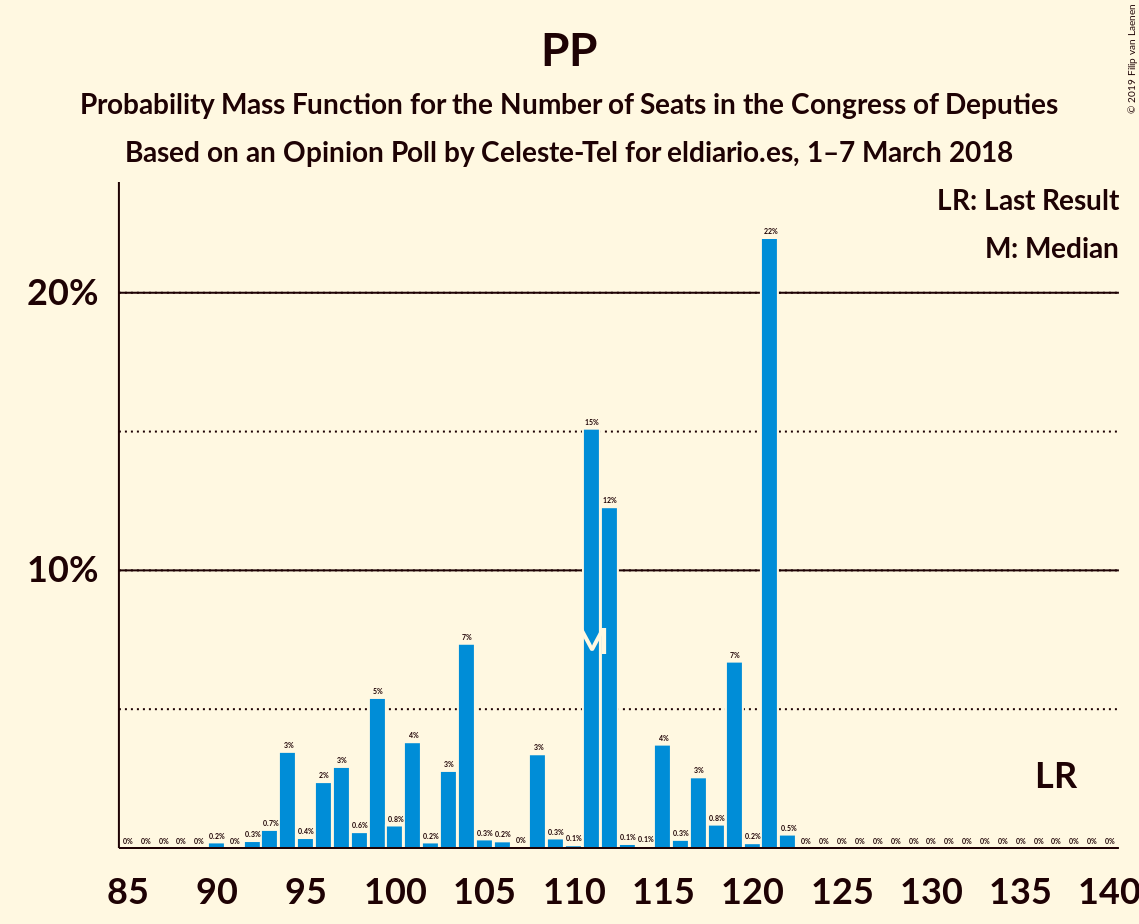 PP
Probability Mass Function for the Number of Seats in the Congress of Deputies
Based on an Opinion Poll by Celeste-Tel for eldiario.es, 1–7 March 2018
© 2019 Filip van Laenen
LR: Last Result
M: Median
20%
10%
0% 0% 0% 0% 0% 0.2% 0% 0.3% 0.7% 3% 0.4% 2% 3% 0.6% 5% 0.8% 4% 0.2% 3% 7% 0.3% 0.2% 0% 3% 0.3% 0.1% 15% 12% 0.1% 0.1% 4% 0.3% 3% 0.8% 7% 0.2% 22% 0.5% 0% 0% 0% 0% 0% 0% 0% 0% 0% 0% 0% 0% 0% 0% 0% 0% 0% 0%
M
LR
85 90 95 100 105 110 115 120 125 130 135 140